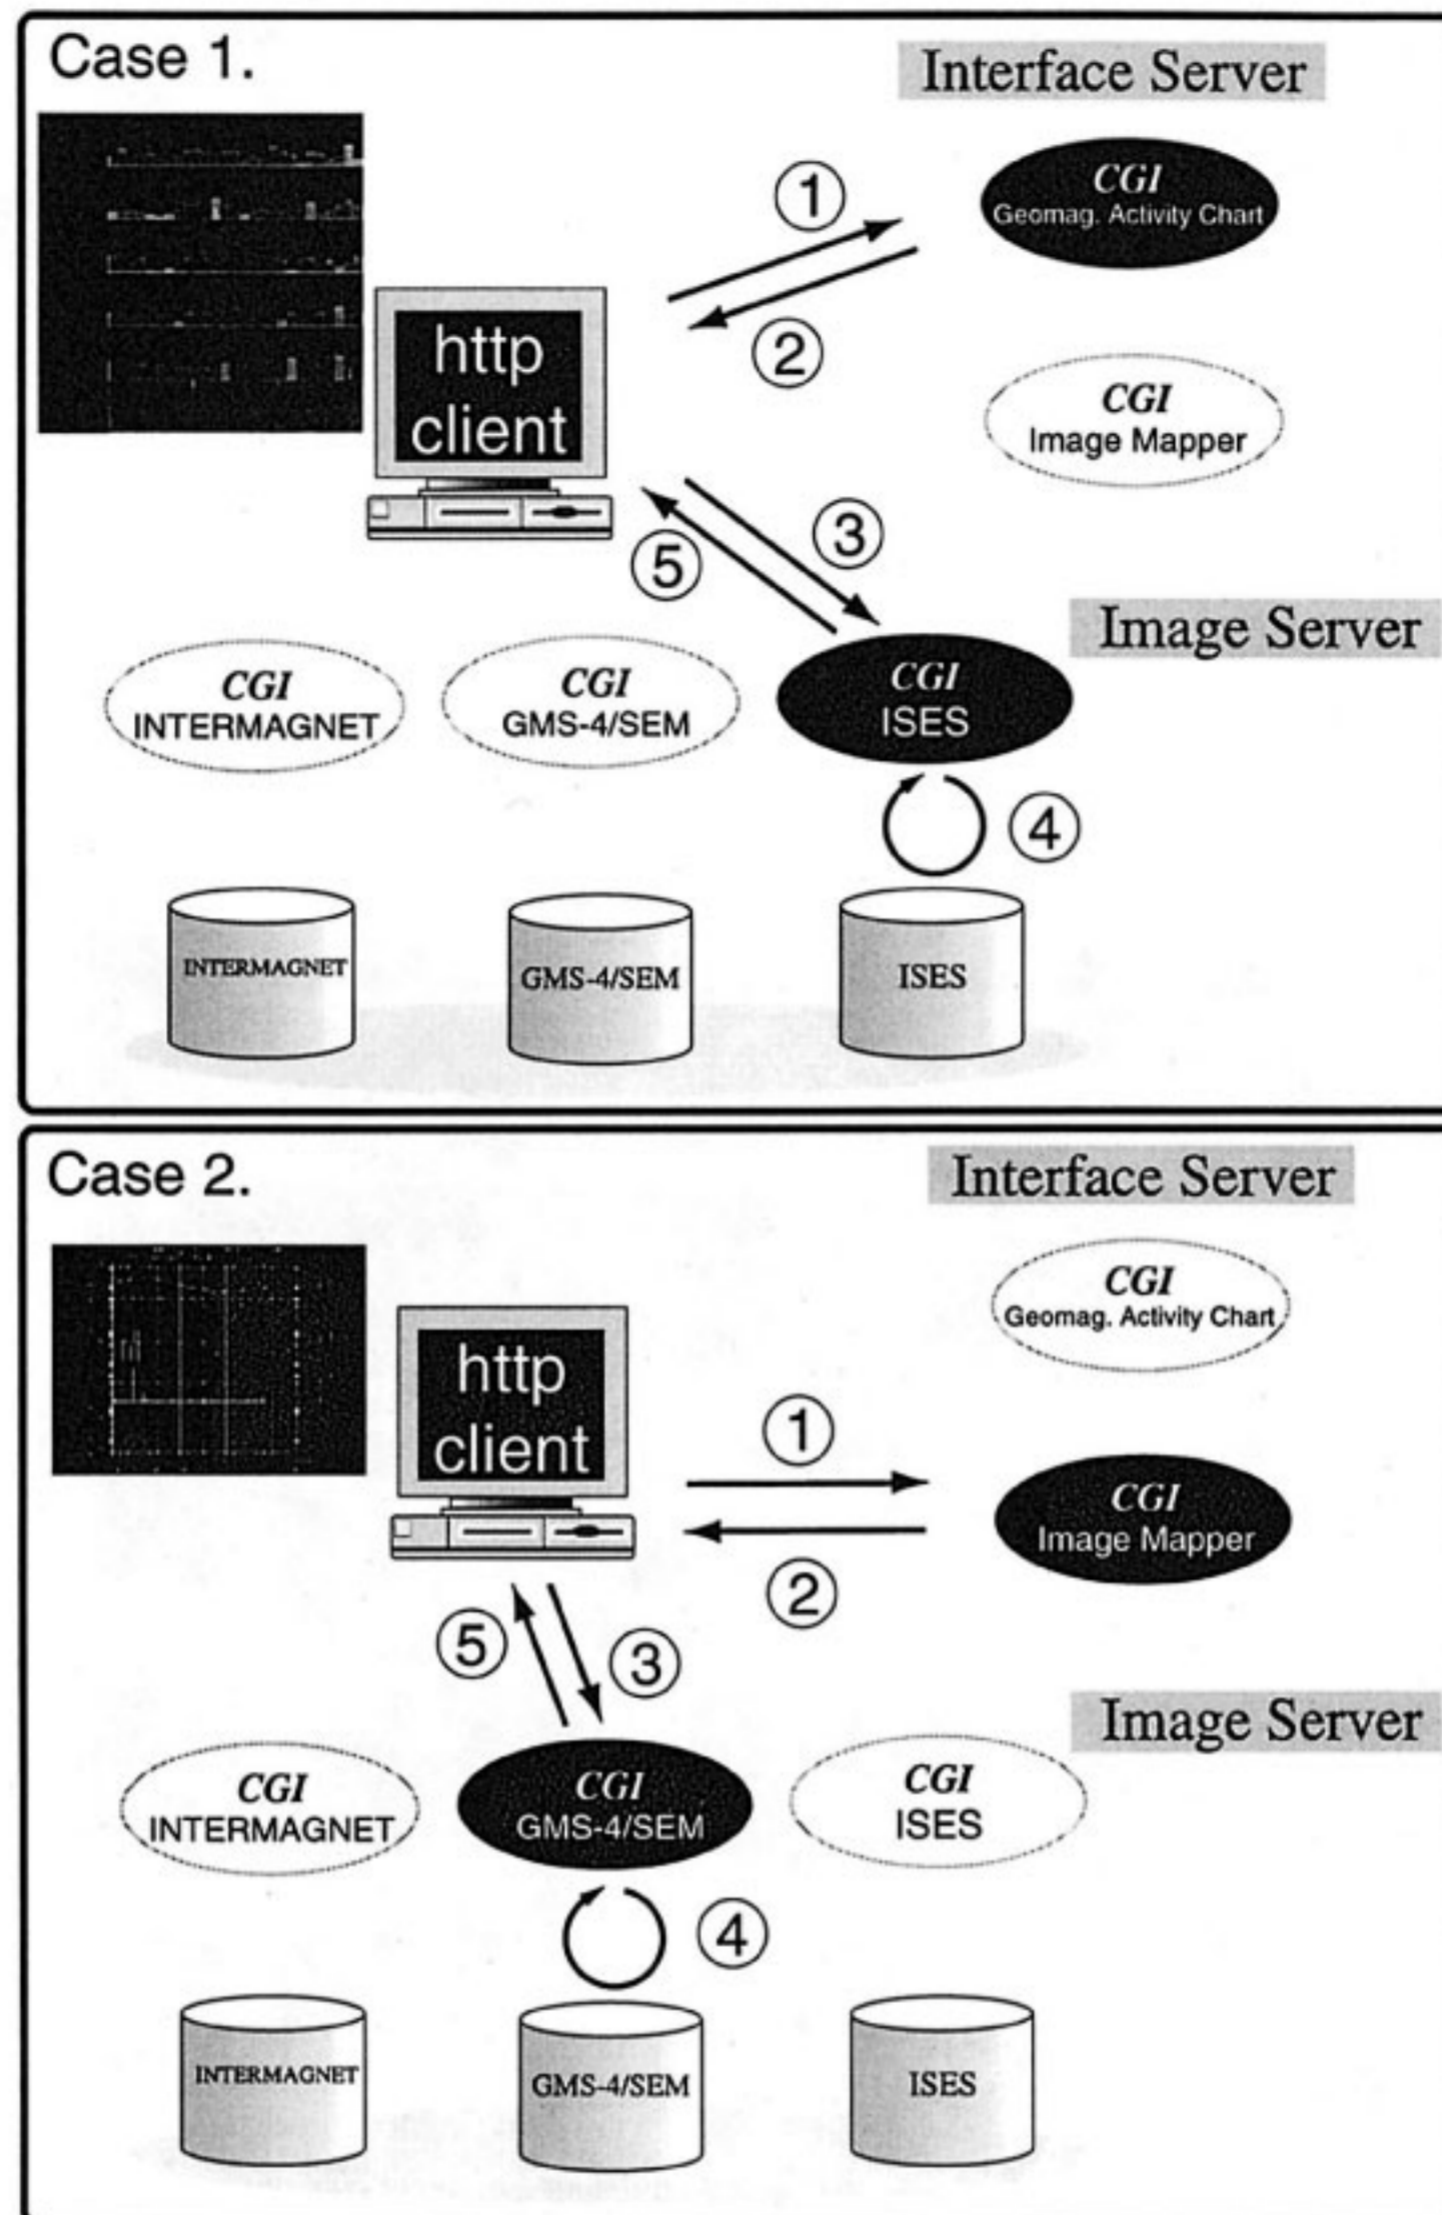 Case 1.
Interface Server
CGI
Geomag. Activity Chart
①
②
http
client
CGI
Image Mapper
③
⑤
Image Server
CGI
INTERMAGNET
CGI
GMS-4/SEM
CGI
ISES
④
INTERMAGNET
GMS-4/SEM
ISES
Case 2.
Interface Server
CGI
Geomag. Activity Chart
http
client
①
CGI
Image Mapper
②
⑤
③
Image Server
CGI
INTERMAGNET
CGI
GMS-4/SEM
CGI
ISES
④
INTERMAGNET
GMS-4/SEM
ISES